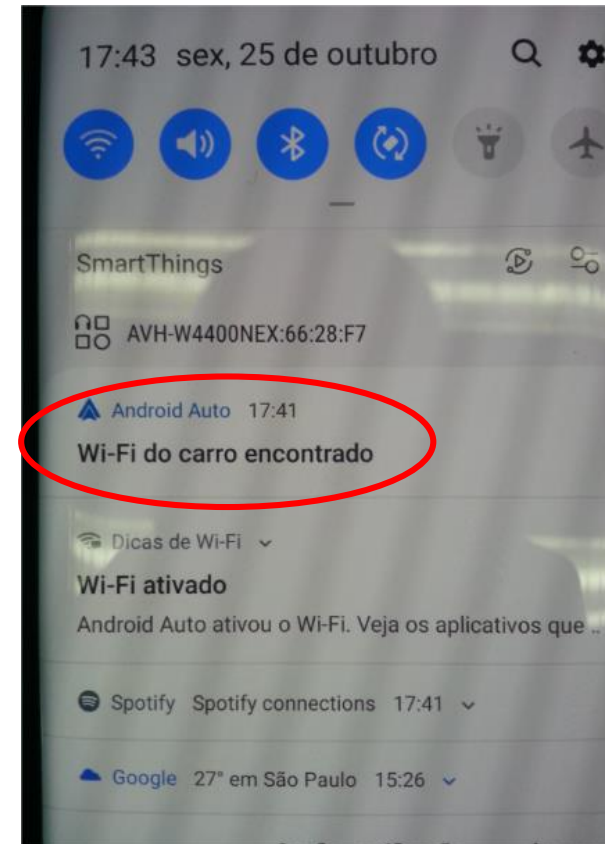 17:43 sex, 25 de outubro
SmartThings
AVH-W4400NEX:66:28:F7
Android Auto 17:41
Wi-Fi do carro encontrado
Dicas de Wi-Fi
Wi-Fi ativado
Android Auto ativou o Wi-Fi. Veja os aplicativos que ..
Spotify Spotify connections 17:41
Google 27° em São Paulo 15:26